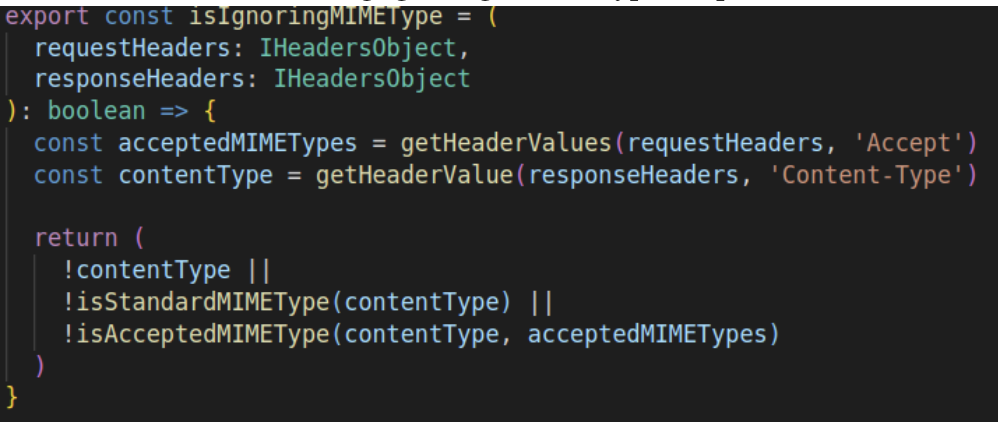 export const isIgnoringMIMEType = (
  requestHeaders: IHeadersObject,
  responseHeaders: IHeadersObject
): boolean => {
  const acceptedMIMETypes = getHeaderValues(requestHeaders, 'Accept')
  const contentType = getHeaderValue(responseHeaders, 'Content-Type')

  return (
    !contentType ||
    !isStandardMIMEType(contentType) ||
    !isAcceptedMIMEType(contentType, acceptedMIMETypes)
  )
}